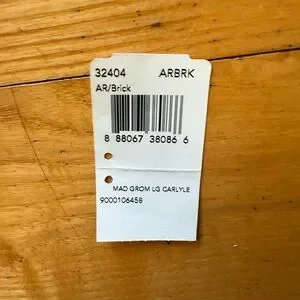 32404 ARBRK
AR/Brick
8 88067 38086 6
MAD GROM LG CARLYLE
9000106458